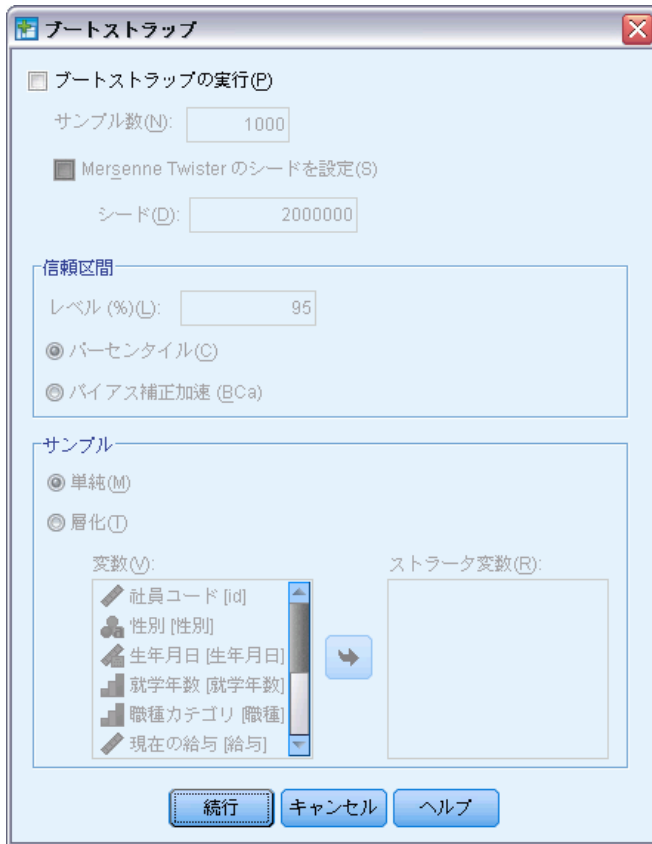 ブートストラップ
ブートストラップの実行(P)
サンプル数(N): 1000
Mersenne Twister のシードを設定(S)
シード(D): 2000000
信頼区間
レベル (%)(L): 95
パーセンタイル(C)
バイアス補正加速 (BCa)
サンプル
単純(M)
層化(T)
変数(V):
社員コード [id]
性別 [性別]
生年月日 [生年月日]
就学年数 [就学年数]
職種カテゴリ [職種]
現在の給与 [給与]
ストラータ変数(R):
続行 キャンセル ヘルプ